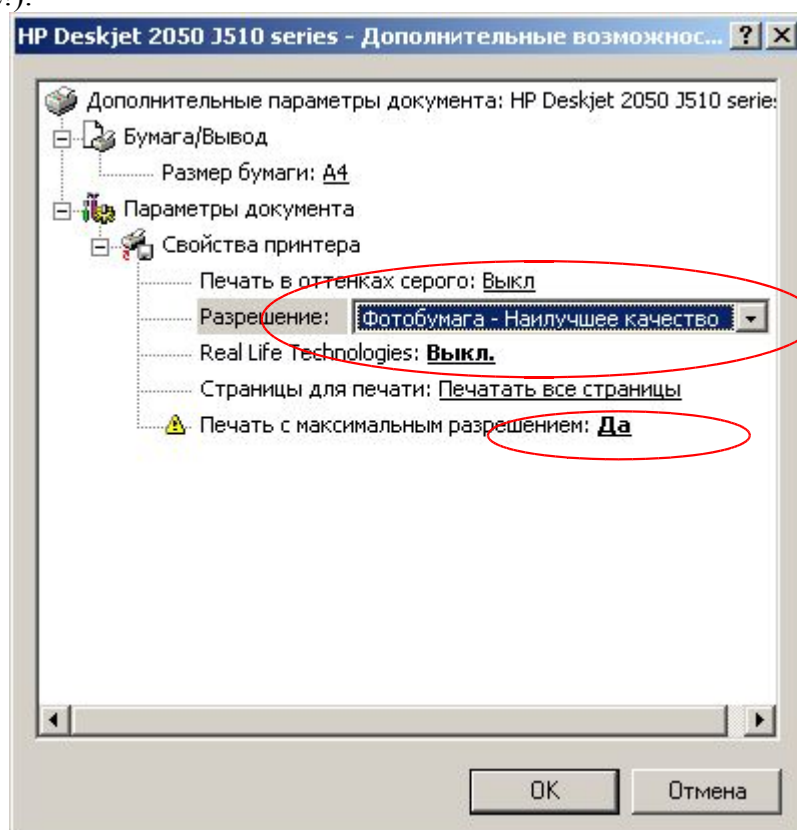 HP Deskjet 2050 J510 series - Дополнительные возможнос...
Дополнительные параметры документа: HP Deskjet 2050 J510 serie
Бумага/Вывод
Размер бумаги: A4
Параметры документа
Свойства принтера
Печать в оттенках серого: Выкл
Разрешение: Фотобумага - Наилучшее качество
Real Life Technologies: Выкл.
Страницы для печати: Печатать все страницы
Печать с максимальным разрешением: Да
OK Отмена